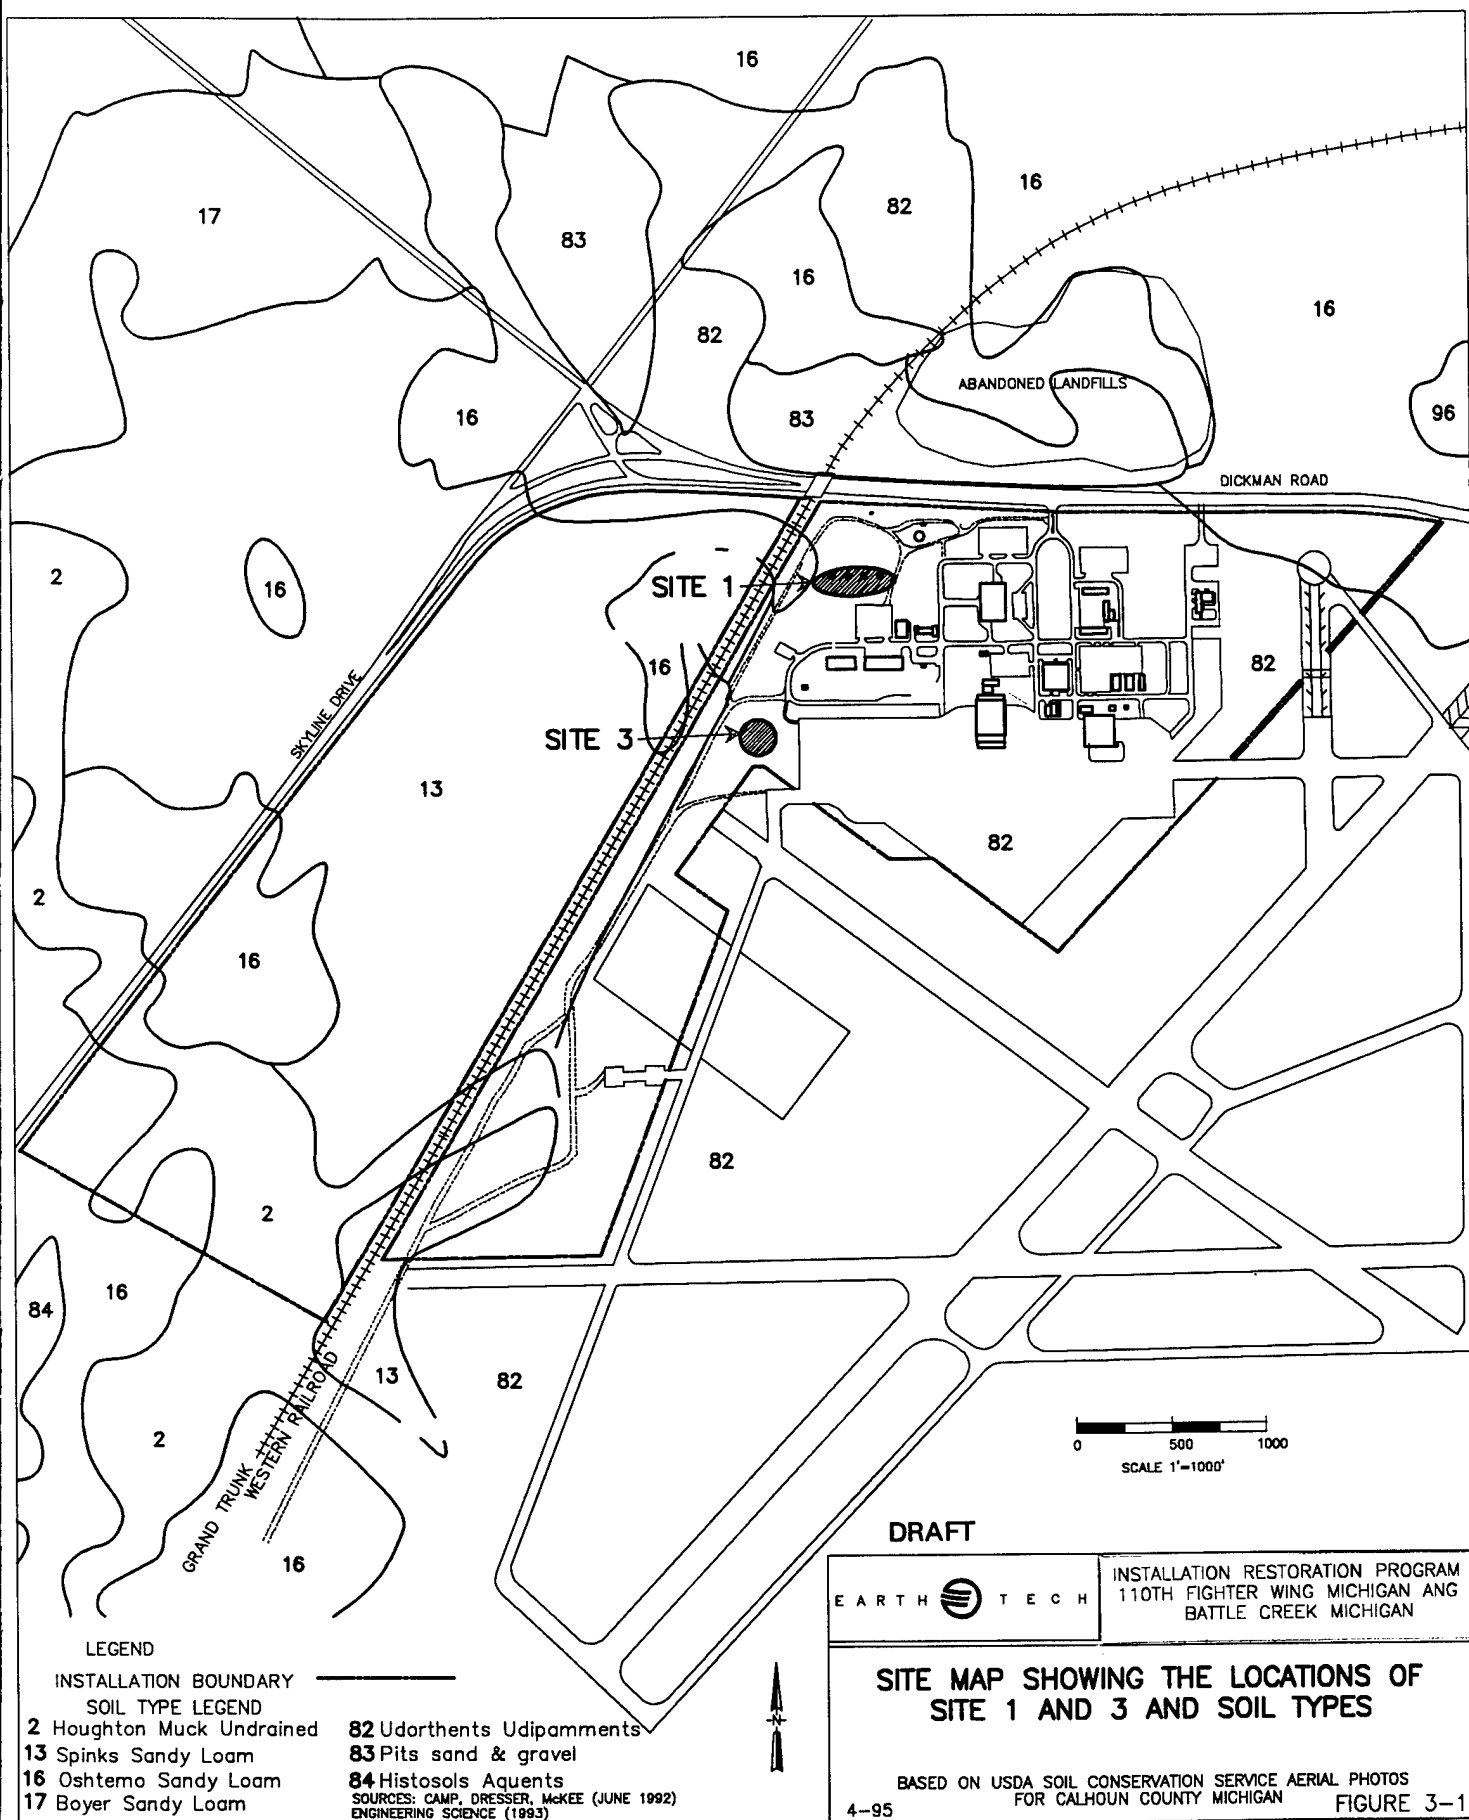 16
16
17
82
83
16
16
82
ABANDONED LANDFILLS
16
83
96
DICKMAN ROAD
2
16
SITE 1
16
82
SKYLINE DRIVE
SITE 3
13
82
2
16
82
2
16
84
13
82
2
GRAND TRUNK
WESTERN RAILROAD
16
0 500 1000
SCALE 1'=1000'
DRAFT
EARTH TECH
INSTALLATION RESTORATION PROGRAM
110TH FIGHTER WING MICHIGAN ANG
BATTLE CREEK MICHIGAN
SITE MAP SHOWING THE LOCATIONS OF
SITE 1 AND 3 AND SOIL TYPES
BASED ON USDA SOIL CONSERVATION SERVICE AERIAL PHOTOS
FOR CALHOUN COUNTY MICHIGAN
4-95
FIGURE 3-1
N
LEGEND
INSTALLATION BOUNDARY
SOIL TYPE LEGEND
2 Houghton Muck Undrained
13 Spinks Sandy Loam
16 Oshtemo Sandy Loam
17 Boyer Sandy Loam
82 Udorthents Udipamments
83 Pits sand & gravel
84 Histosols Aquents
SOURCES: CAMP, DRESSER, McKEE (JUNE 1992)
ENGINEERING SCIENCE (1993)